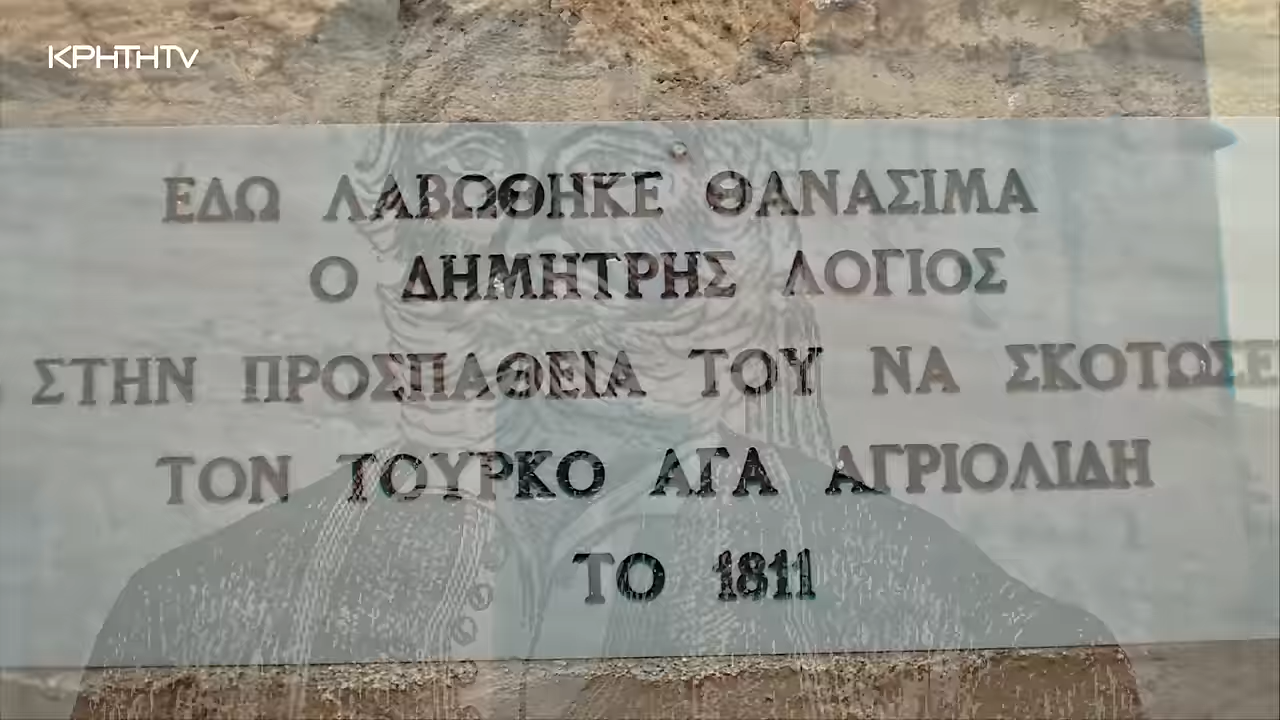 ΚΡΗΤΗTV
ΕΔΩ ΛΑΒΩΘΗΚΕ ΘΑΝΑΣΙΜΑ
Ο ΔΗΜΗΤΡΗΣ ΛΟΓΙΟΣ
ΣΤΗΝ ΠΡΟΣΠΑΘΕΙΑ ΤΟΥ ΝΑ ΣΚΟΤΩΣΕ
ΤΟΝ ΤΟΥΡΚΟ ΑΓΑ ΑΓΡΙΟΛΙΔΗ
ΤΟ 1811